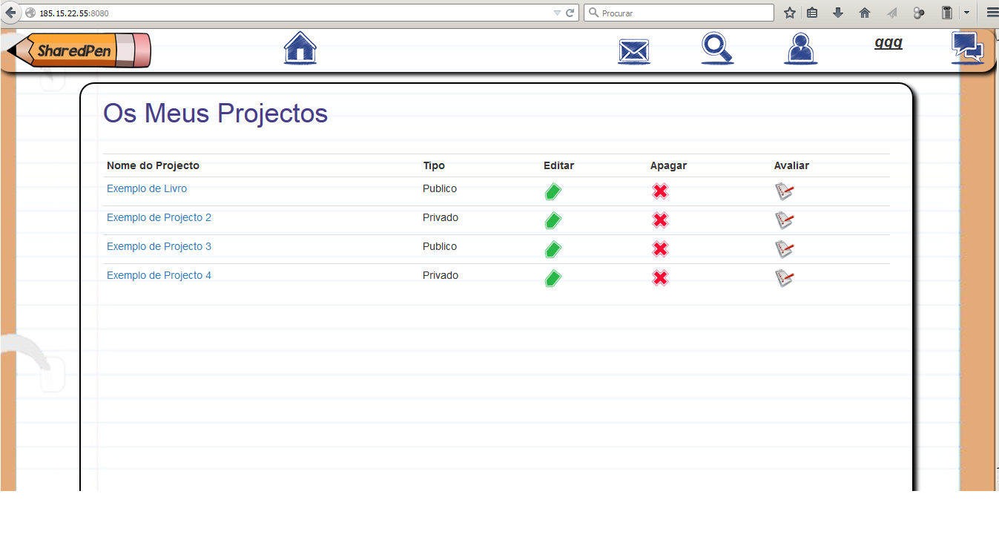 185.15.22.55:8080
Procurar
SharedPen
qqq
Os Meus Projectos
Nome do Projecto Tipo Editar Apagar Avaliar
Exemplo de Livro Publico
Exemplo de Projecto 2 Privado
Exemplo de Projecto 3 Publico
Exemplo de Projecto 4 Privado